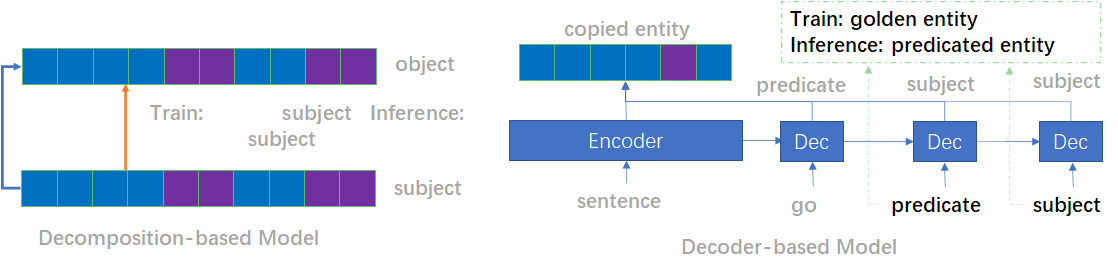 object
Train: subject Inference:
subject
subject
Decomposition-based Model
copied entity
Train: golden entity
Inference: predicated entity
predicate
subject
subject
Encoder
Dec
Dec
Dec
sentence
go
predicate
subject
Decoder-based Model